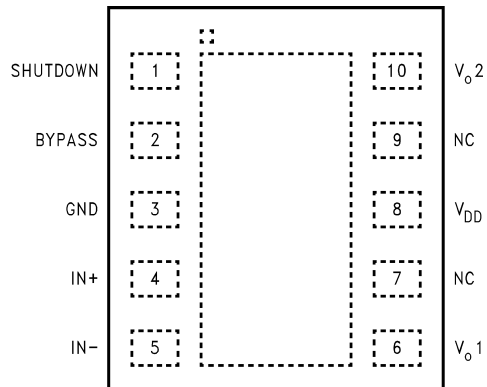 SHUTDOWN 1 10 Vo2
BYPASS 2 9 NC
GND 3 8 VDD
IN+ 4 7 NC
IN− 5 6 Vo1